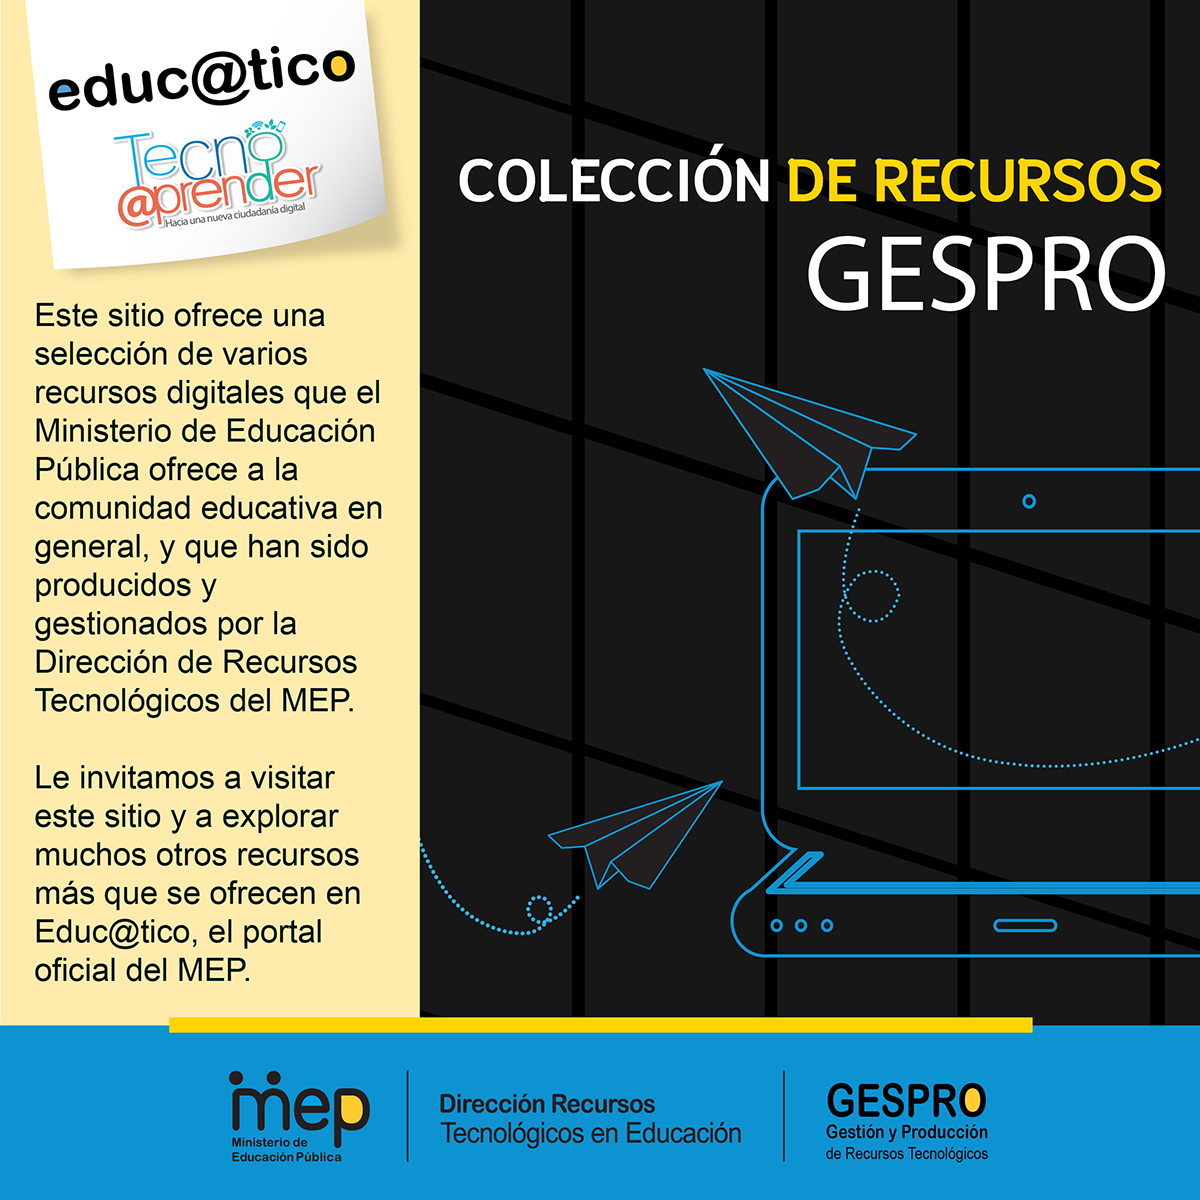 educ@tico
Tecno
@prender
Hacia una nueva ciudadanía digital
COLECCIÓN DE RECURSOS
GESPRO
Este sitio ofrece una
selección de varios
recursos digitales que el
Ministerio de Educación
Pública ofrece a la
comunidad educativa en
general, y que han sido
producidos y
gestionados por la
Dirección de Recursos
Tecnológicos del MEP.
Le invitamos a visitar
este sitio y a explorar
muchos otros recursos
más que se ofrecen en
Educ@tico, el portal
oficial del MEP.
mep
Ministerio de
Educación Pública
Dirección Recursos
Tecnológicos en Educación
GESPRO
Gestión y Producción
de Recursos Tecnológicos